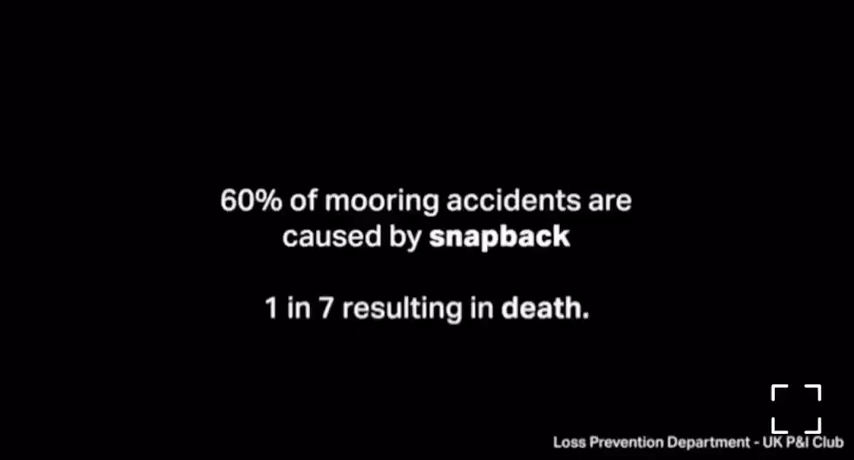 60% of mooring accidents are
caused by snapback
1 in 7 resulting in death.
Loss Prevention Department - UK P&I Club